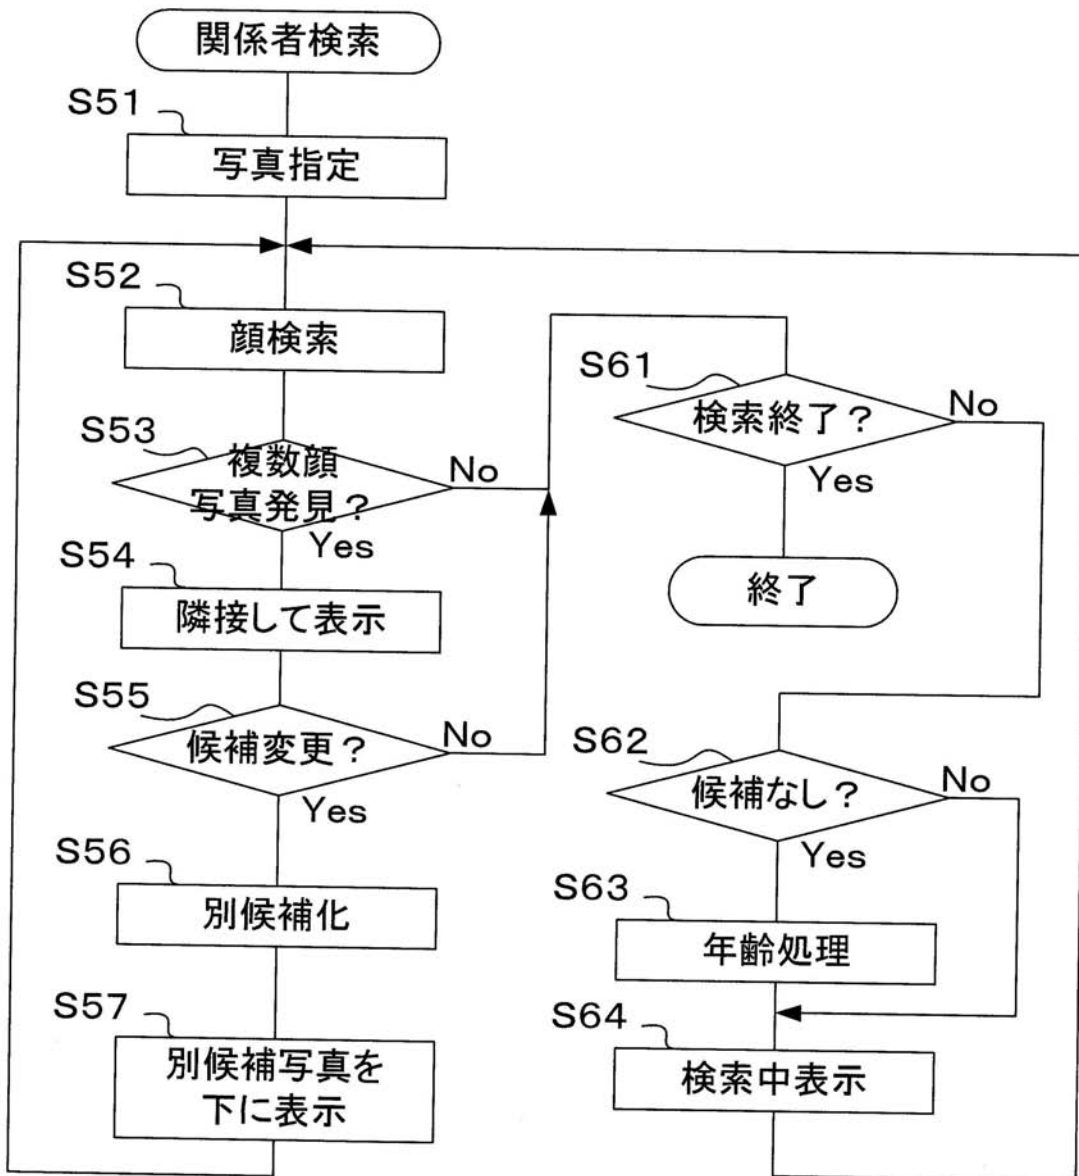 関係者検索
S51
写真指定
S52
顔検索
S53
複数顔
写真発見？
No
Yes
S54
隣接して表示
S55
候補変更？
No
Yes
S56
別候補化
S57
別候補写真を
下に表示
S61
検索終了？
No
Yes
終了
S62
候補なし？
No
Yes
S63
年齢処理
S64
検索中表示